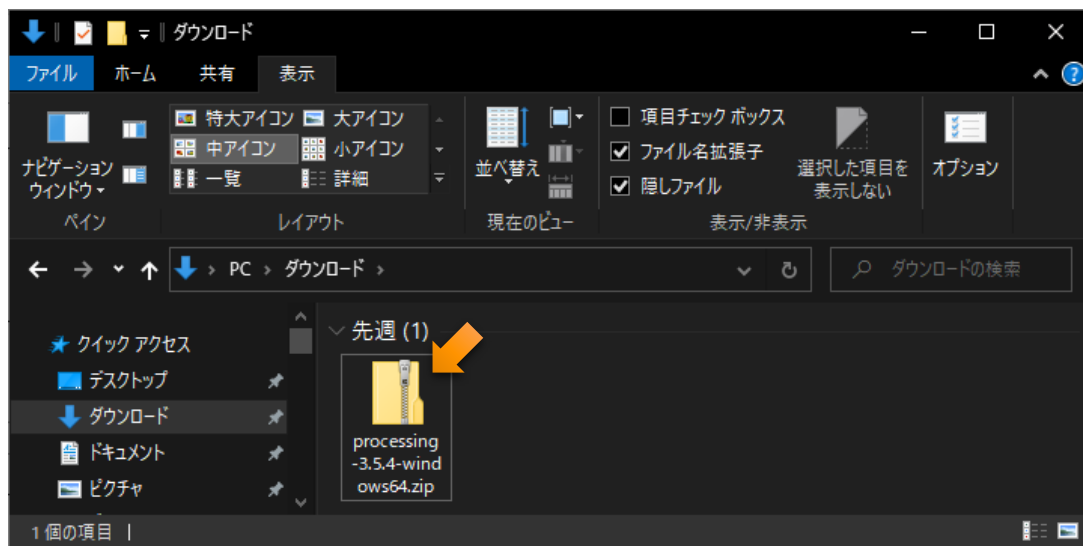 ダウンロード
ファイル ホーム 共有 表示
特大アイコン 大アイコン
中アイコン 小アイコン
一覧 詳細
ナビゲーション
ウィンドウ
並べ替え
項目チェック ボックス
ファイル名拡張子
隠しファイル
選択した項目を
表示しない
オプション
ペイン レイアウト 現在のビュー 表示/非表示
PC › ダウンロード › ダウンロードの検索
クイック アクセス
デスクトップ
ダウンロード
ドキュメント
ピクチャ
先週 (1)
processing
-3.5.4-wind
ows64.zip
1 個の項目